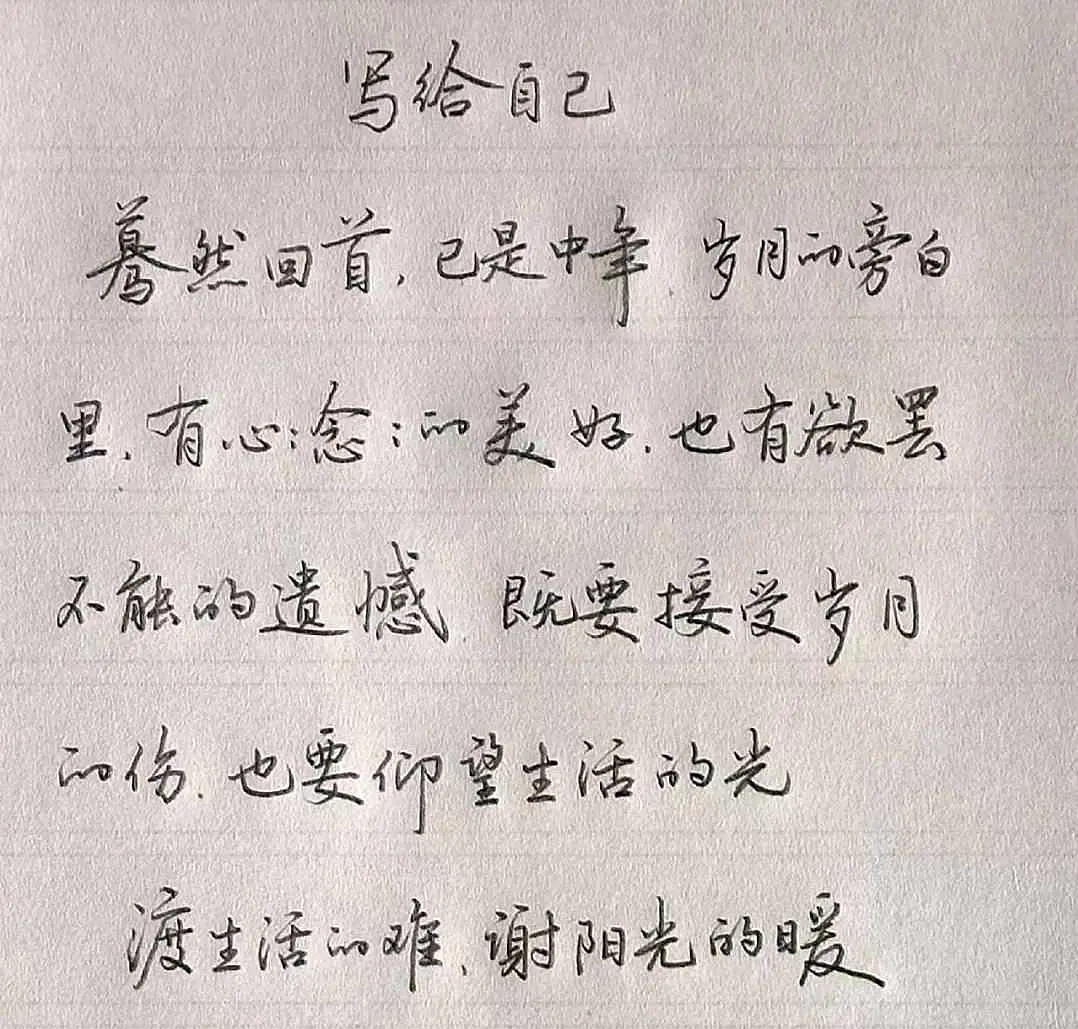 写给自己
蓦然回首,已是中年.岁月的旁白
里,有心心念念的美好,也有欲罢
不能的遗憾.既要接受岁月
的伤,也要仰望生活的光
渡生活的难,谢阳光的暖